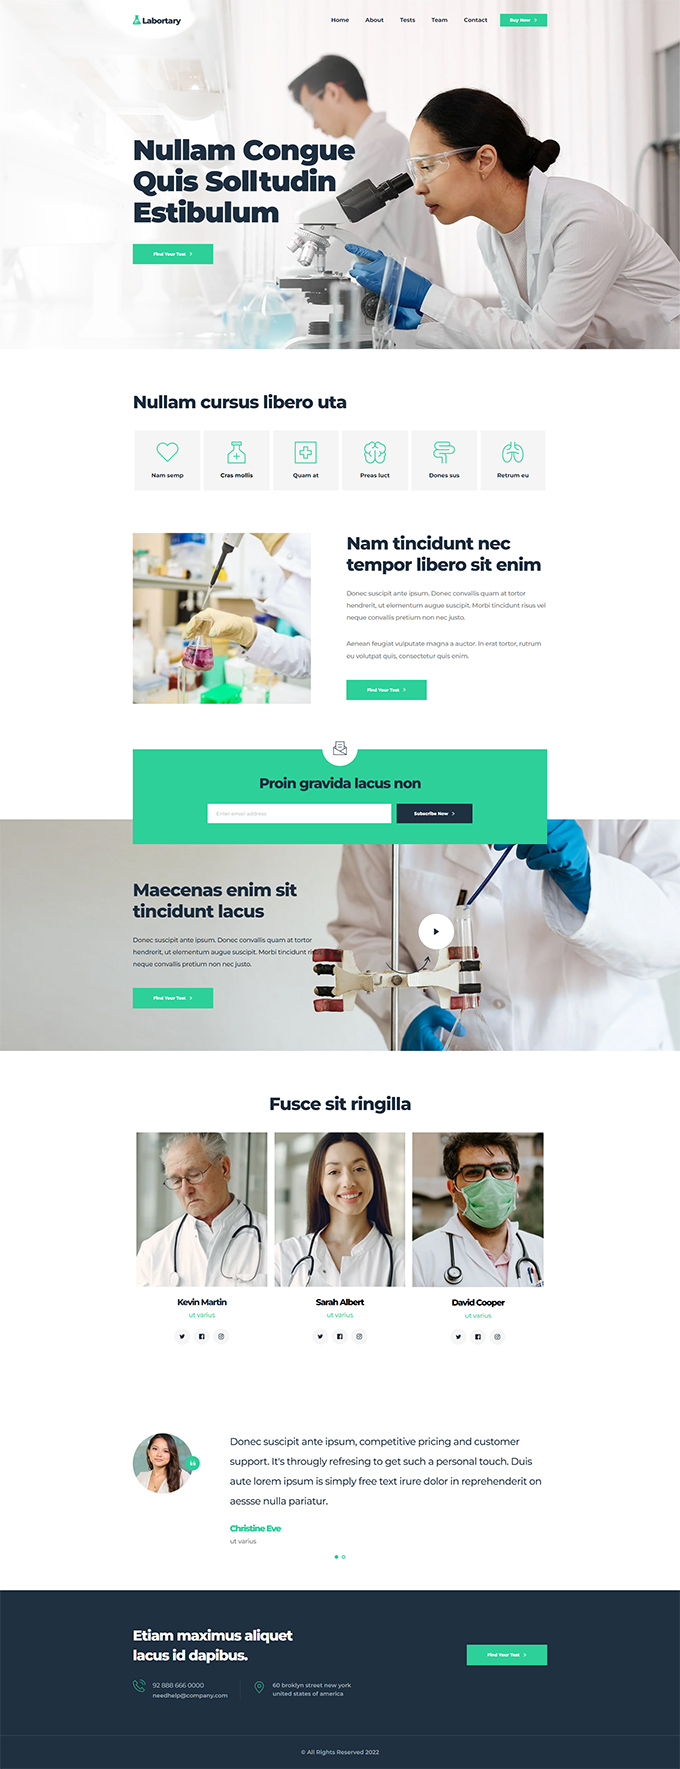 Labortary
Home About Tests Team Contact Buy Now
Nullam Congue
Quis Solltudin
Estibulum
Find Your Test
Nullam cursus libero uta
Nam semp
Cras mollis
Quam at
Preas luct
Dones sus
Retrum eu
Nam tincidunt nec
tempor libero sit enim
Donec suscipit ante ipsum. Donec convallis quam at tortor
hendrerit, ut elementum augue suscipit. Morbi tincidunt risus vel
neque convallis pretium non nec justo.
Aenean feugiat vulputate magna a auctor. In erat tortor, rutrum
eu volutpat quis, consectetur quis enim.
Find Your Test
Proin gravida lacus non
Enter email address
Subscribe Now
Maecenas enim sit
tincidunt lacus
Donec suscipit ante ipsum. Donec convallis quam at tortor
hendrerit, ut elementum augue suscipit. Morbi tincidunt
neque convallis pretium non nec justo.
Find Your Test
Fusce sit ringilla
Kevin Martin
ut varius
Sarah Albert
ut varius
David Cooper
ut varius
Donec suscipit ante ipsum, competitive pricing and customer
support. It's througly refresing to get such a personal touch. Duis
aute lorem ipsum is simply free text irure dolor in reprehenderit on
aessse nulla pariatur.
Christine Eve
ut varius
Etiam maximus aliquet
lacus id dapibus.
Find Your Test
92 888 666 0000
needhelp@company.com
60 broklyn street new york
united states of america
© All Rights Reserved 2022